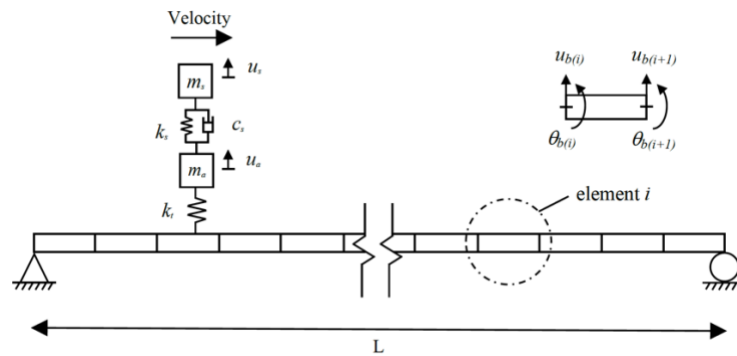 Velocity
u_s
m_s
k_s
c_s
u_a
m_a
k_t
u_b(i)
u_b(i+1)
θ_b(i)
θ_b(i+1)
element i
L